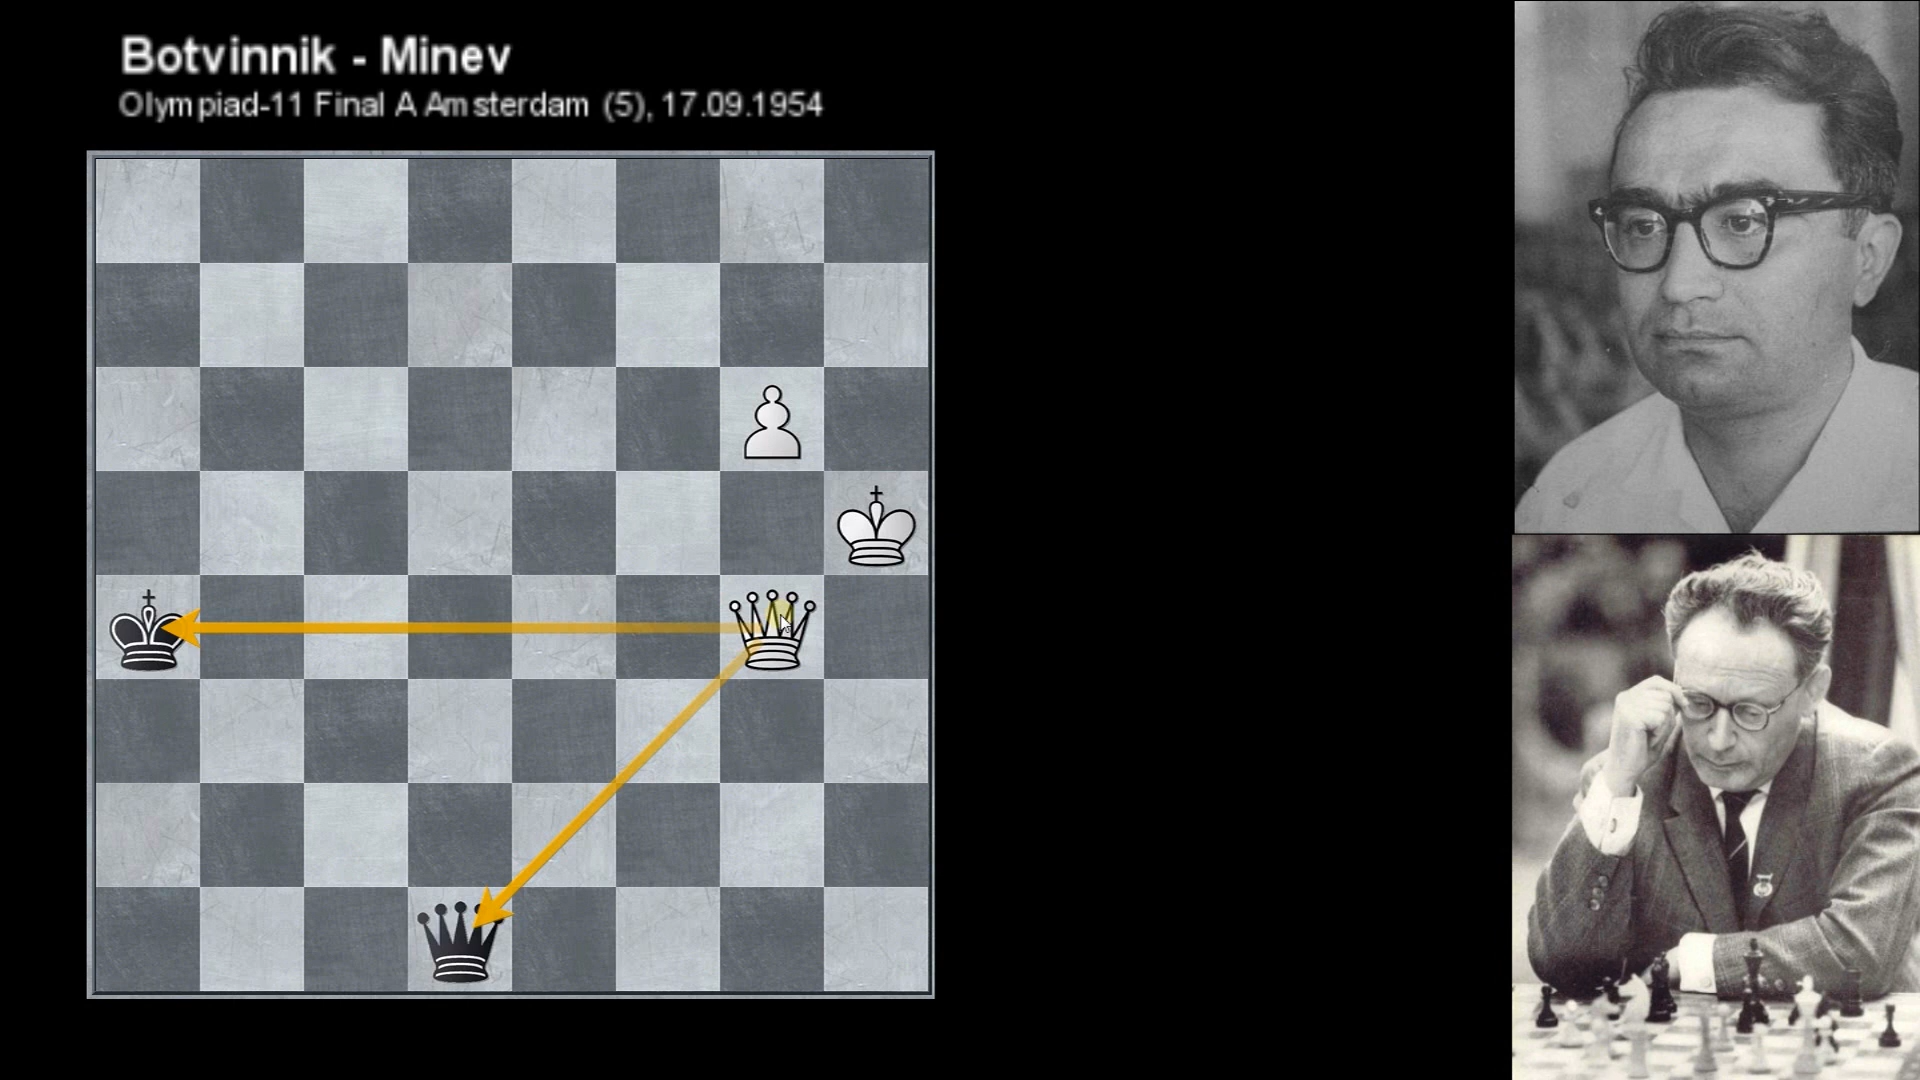 Botvinnik - Minev
Olympiad-11 Final A Amsterdam (5), 17.09.1954